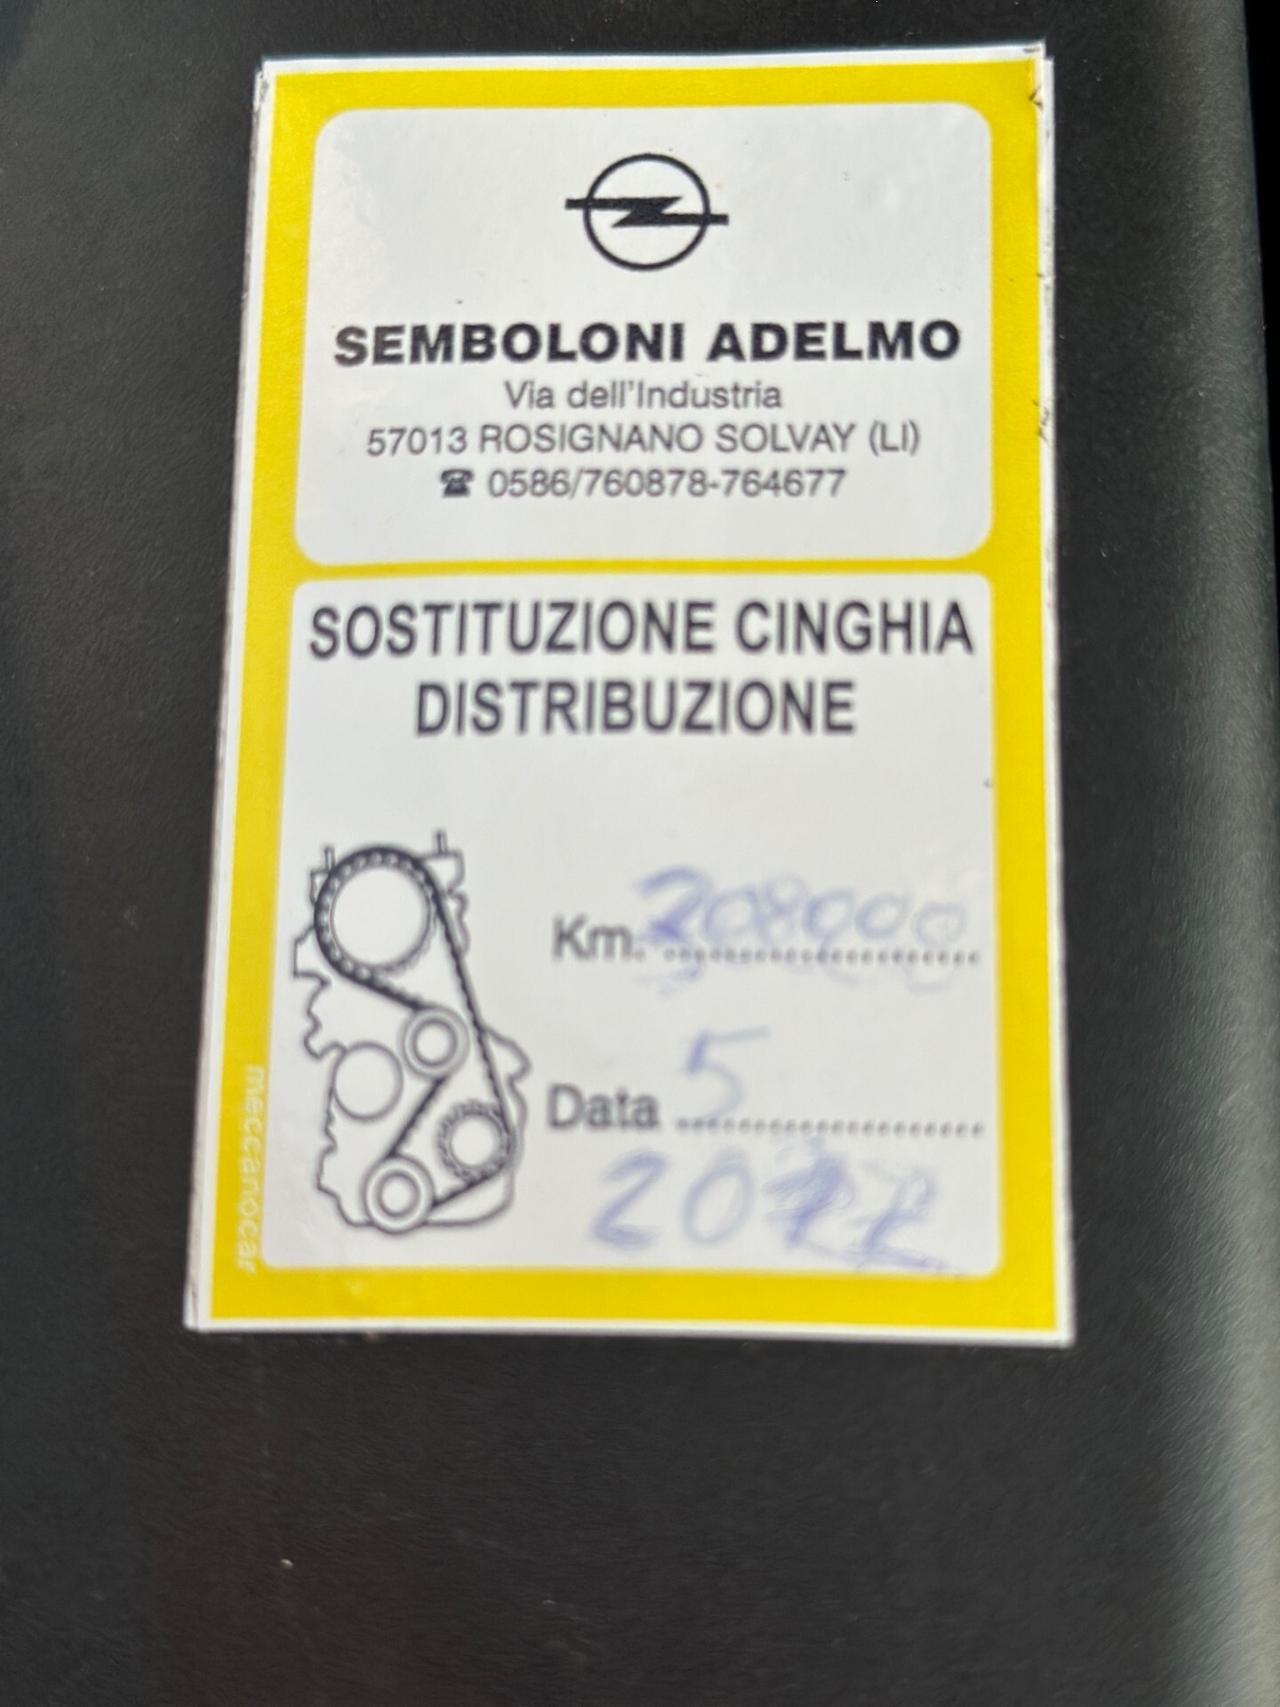 SEMBOLONI ADELMO
Via dell'Industria
57013 ROSIGNANO SOLVAY (LI)
☎ 0586/760878-764677
SOSTITUZIONE CINGHIA
DISTRIBUZIONE
Km.
Data 5
meccanocar